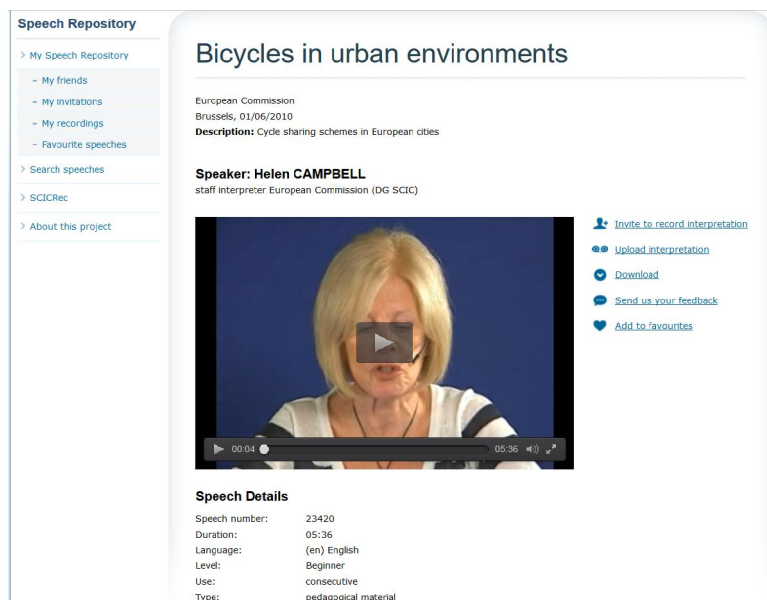 Speech Repository
> My Speech Repository
– My friends
– My invitations
– My recordings
– Favourite speeches
> Search speeches
> SCICRec
> About this project
Bicycles in urban environments
European Commission
Brussels, 01/06/2010
Description: Cycle sharing schemes in European cities
Speaker: Helen CAMPBELL
staff interpreter European Commission (DG SCIC)
Invite to record interpretation
Upload interpretation
Download
Send us your feedback
Add to favourites
00:04 05:36
Speech Details
Speech number: 23420
Duration: 05:36
Language: (en) English
Level: Beginner
Use: consecutive
Type: pedagogical material